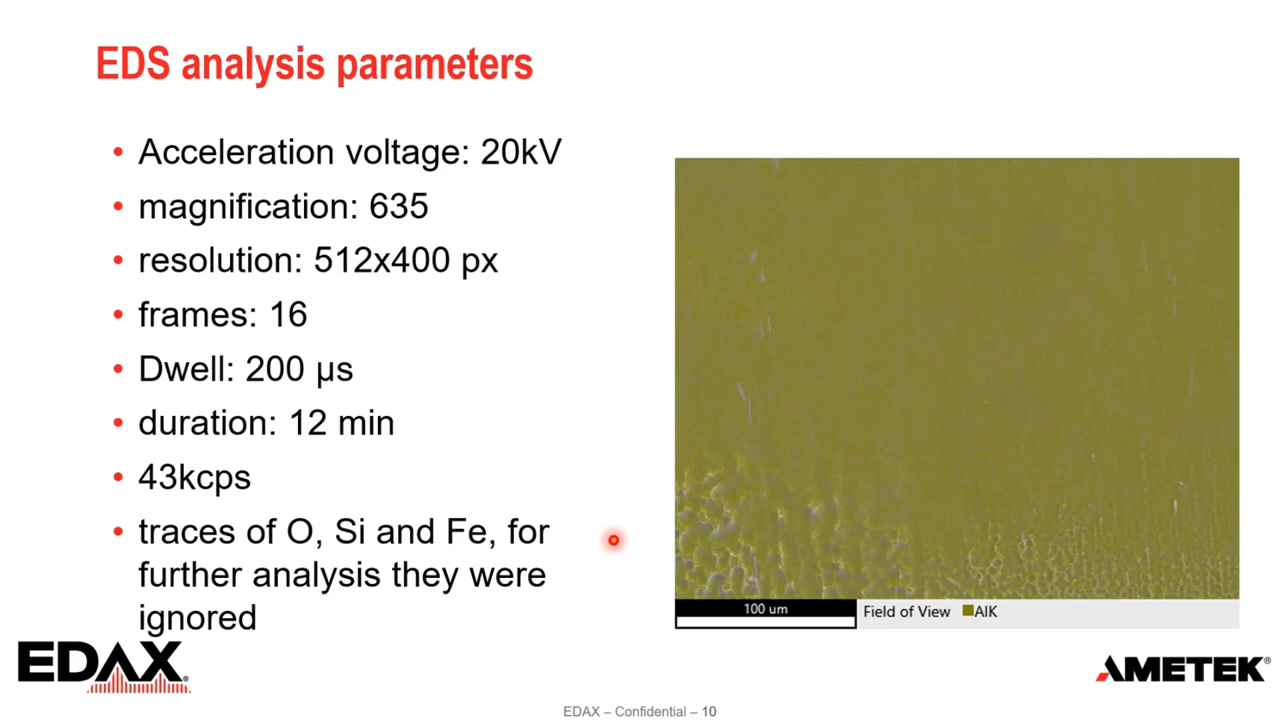 EDS analysis parameters
• Acceleration voltage: 20kV
• magnification: 635
• resolution: 512x400 px
• frames: 16
• Dwell: 200 µs
• duration: 12 min
• 43kcps
• traces of O, Si and Fe, for
further analysis they were
ignored
100 um
Field of View
AlK
EDAX®
AMETEK®
EDAX – Confidential – 10